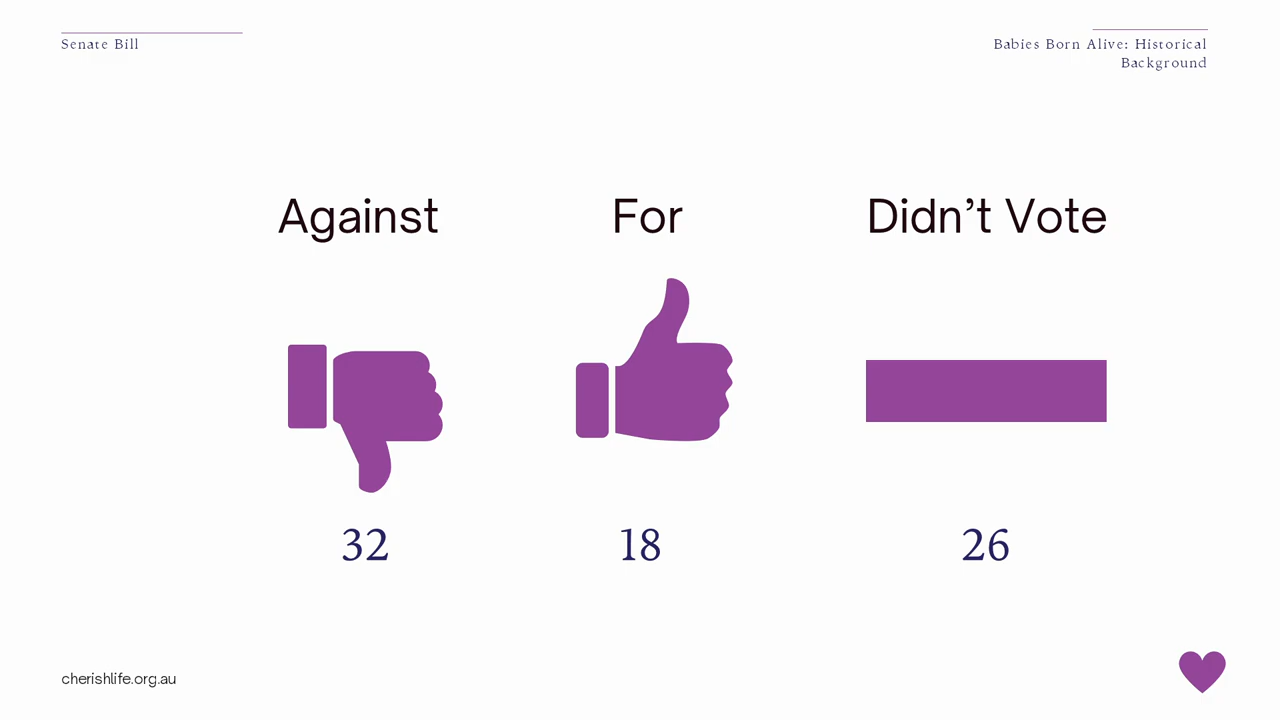 Senate Bill
Babies Born Alive: Historical
Background
Against
For
Didn’t Vote
32
18
26
cherishlife.org.au